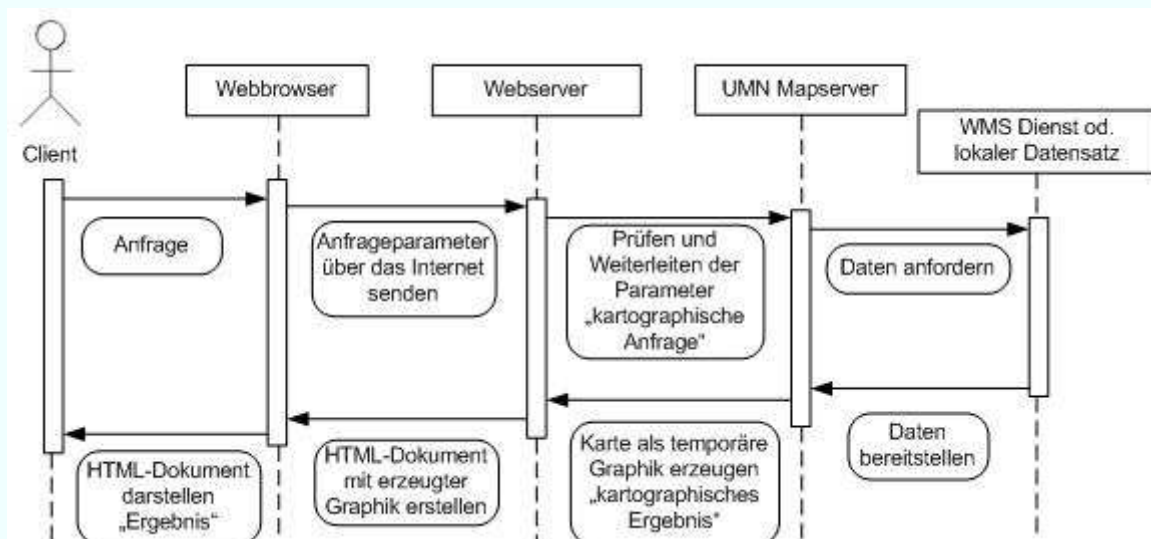 Client
Webbrowser
Webserver
UMN Mapserver
WMS Dienst od.
lokaler Datensatz
Anfrage
Anfrageparameter
über das Internet
senden
Prüfen und
Weiterleiten der
Parameter
„kartographische
Anfrage“
Daten anfordern
HTML-Dokument
darstellen
„Ergebnis“
HTML-Dokument
mit erzeugter
Graphik erstellen
Karte als temporäre
Graphik erzeugen
„kartographisches
Ergebnis“
Daten
bereitstellen